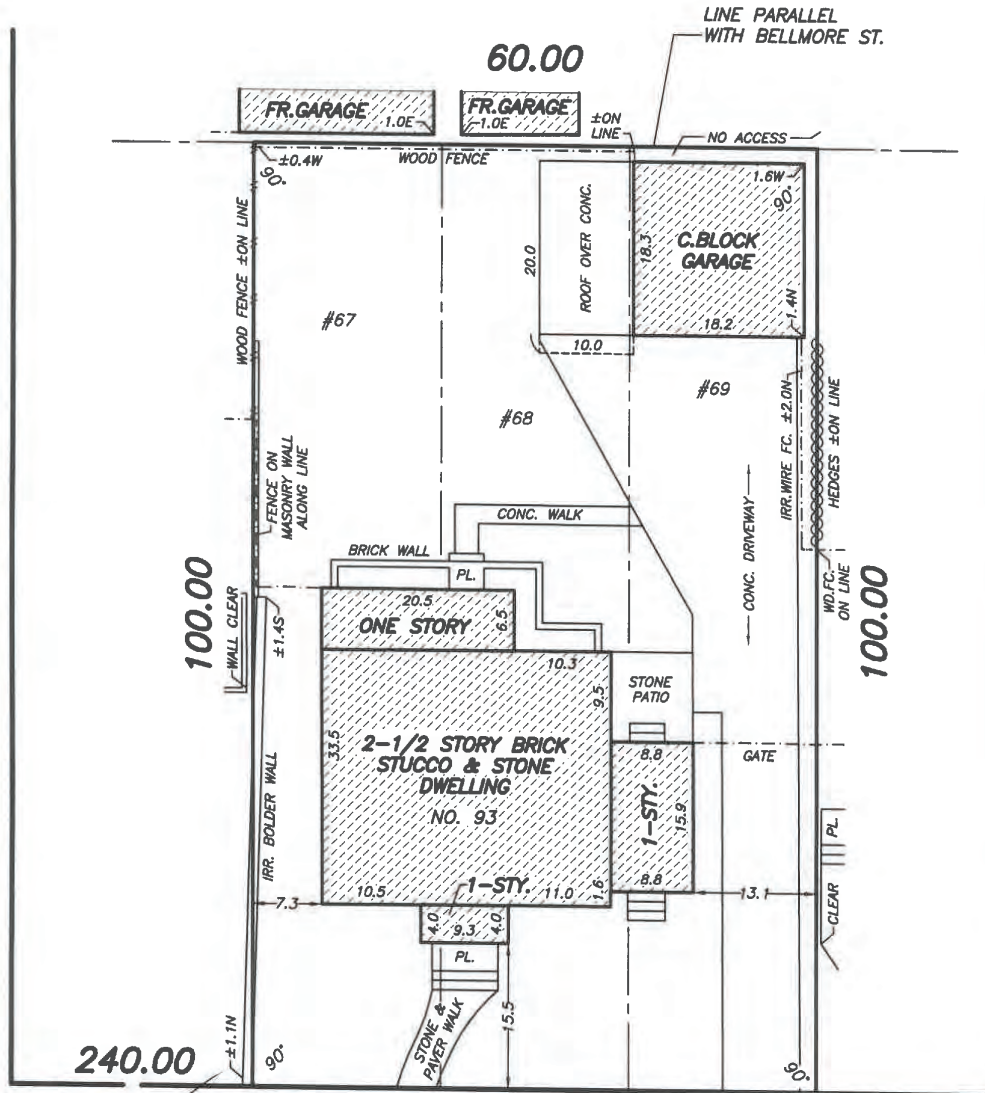 LINE PARALLEL
WITH BELLMORE ST.
60.00
FR.GARAGE
1.0E
FR.GARAGE
1.0E
±ON
LINE
NO ACCESS
±0.4W
90°
WOOD FENCE
1.6W
90°
WOOD FENCE ±ON LINE
20.0
ROOF OVER CONC.
18.3
C.BLOCK
GARAGE
18.2
1.4N
#67
10.0
#69
#68
IRR.WIRE FC. ±2.0N
HEDGES ±ON LINE
FENCE ON
MASONRY WALL
ALONG LINE
CONC. WALK
CONC. DRIVEWAY
BRICK WALL
PL.
WD.FC.
ON LINE
100.00
WALL CLEAR
±1.4S
20.5
ONE STORY
6.5
100.00
10.3
9.5
STONE
PATIO
33.5
2-1/2 STORY BRICK
STUCCO & STONE
DWELLING
NO. 93
8.8
GATE
1-STY.
15.9
IRR. BOLDER WALL
PL.
CLEAR
10.5
1-STY.
11.0
1.6
8.8
7.3
13.1
4.0
9.3
4.0
PL.
15.5
STONE &
PAVER WALK
±1.1N
240.00
90°
90°